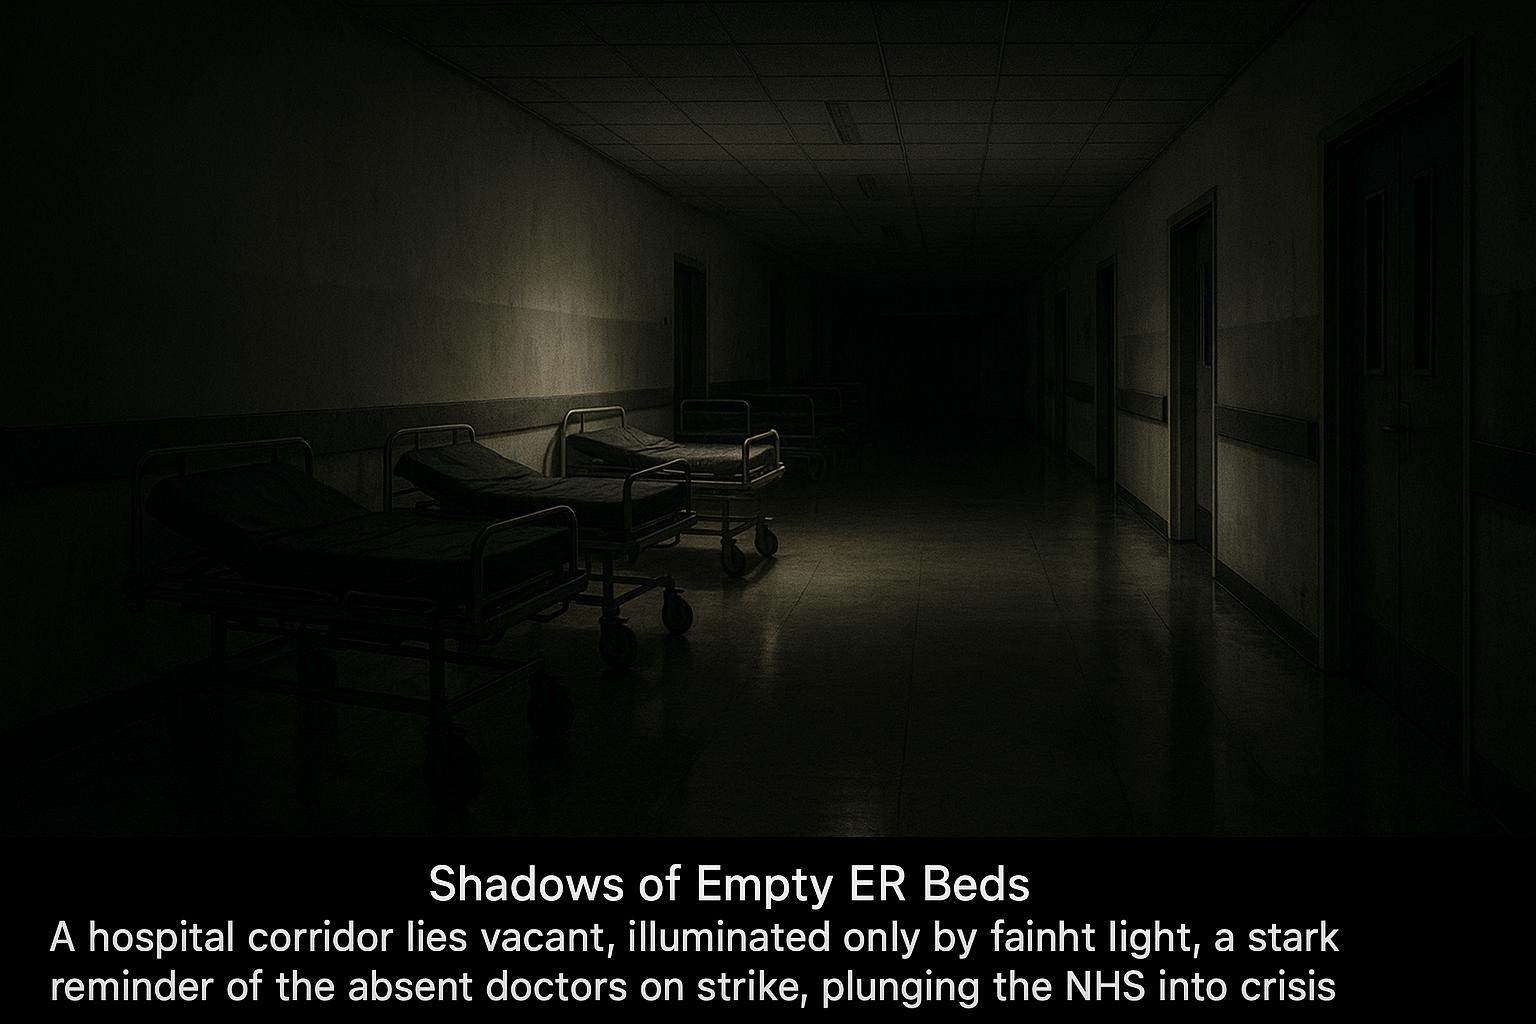 Shadows of Empty ER Beds
A hospital corridor lies vacant, illuminated only by fainht light, a stark
reminder of the absent doctors on strike, plunging the NHS into crisis